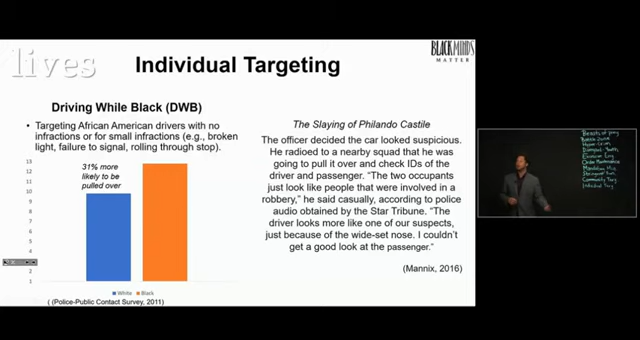 lives
Individual Targeting
BLACKMINDS
MATTER
Driving While Black (DWB)
• Targeting African American drivers with no
infractions or for small infractions (e.g., broken
light, failure to signal, rolling through stop).
13
12
11
10
9
8
7
6
5
4
3
2
1
31% more
likely to be
pulled over
White Black
( (Police-Public Contact Survey, 2011)
The Slaying of Philando Castile
The officer decided the car looked suspicious.
He radioed to a nearby squad that he was
going to pull it over and check IDs of the
driver and passenger. “The two occupants
just look like people that were involved in a
robbery,” he said casually, according to police
audio obtained by the Star Tribune. “The
driver looks more like one of our suspects,
just because of the wide-set nose. I couldn’t
get a good look at the passenger.”
(Mannix, 2016)
Beasts of Prey